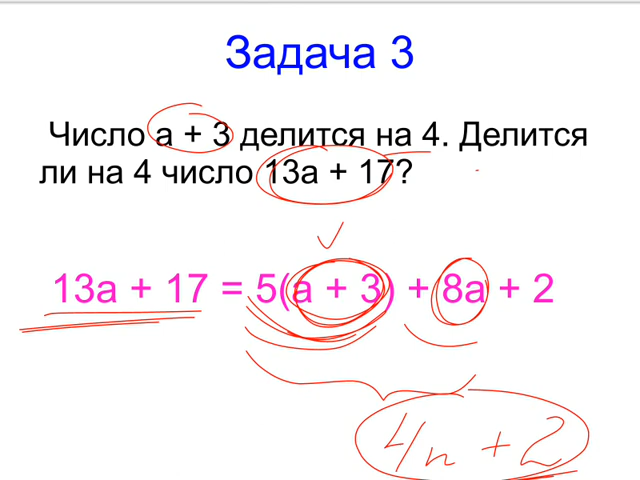 Задача 3
Число а + 3 делится на 4. Делится
ли на 4 число 13а + 17?
13а + 17 = 5(а + 3) + 8а + 2
4n + 2